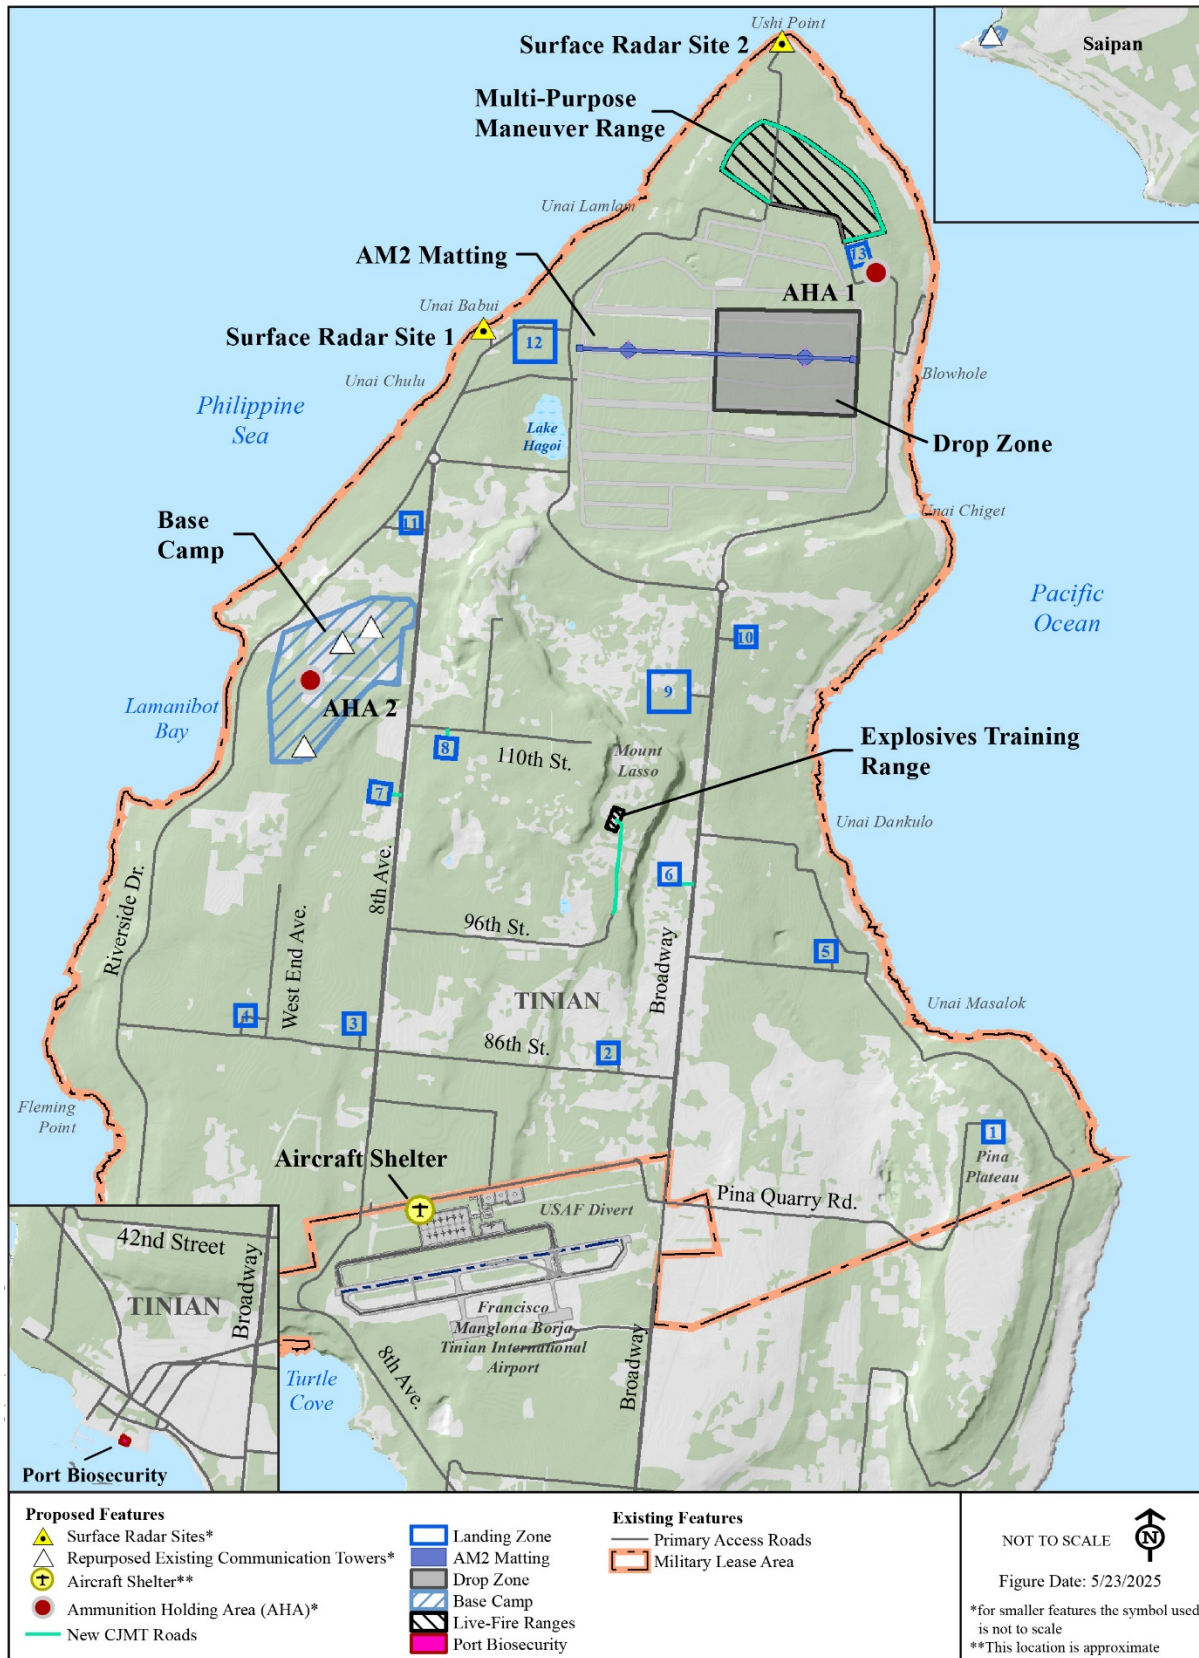 Ushi Point
Surface Radar Site 2
Saipan
Multi-Purpose
Maneuver Range
Unai Lamlam
13
AM2 Matting
AHA 1
Unai Babui
Surface Radar Site 1
12
Unai Chulu
Blowhole
Philippine
Sea
Lake
Hagoi
Drop Zone
Base
Camp
11
Unai Chiget
Pacific
Ocean
10
9
Lamanibot
Bay
AHA 2
8
110th St.
Mount
Lasso
Explosives Training
Range
7
Unai Dankulo
8th Ave.
6
Riverside Dr.
West End Ave.
96th St.
Broadway
5
TINIAN
Unai Masalok
4
3
86th St.
2
Fleming
Point
1
Pina
Plateau
Aircraft Shelter
USAF Divert
Pina Quarry Rd.
42nd Street
Broadway
TINIAN
Francisco
Manglona Borja
Tinian International
Airport
Turtle
Cove
8th Ave.
Broadway
Port Biosecurity
Proposed Features
Surface Radar Sites*
Repurposed Existing Communication Towers*
Aircraft Shelter**
Ammunition Holding Area (AHA)*
New CJMT Roads
Landing Zone
AM2 Matting
Drop Zone
Base Camp
Live-Fire Ranges
Port Biosecurity
Existing Features
Primary Access Roads
Military Lease Area
NOT TO SCALE
N
Figure Date: 5/23/2025
*for smaller features the symbol used
is not to scale
**This location is approximate